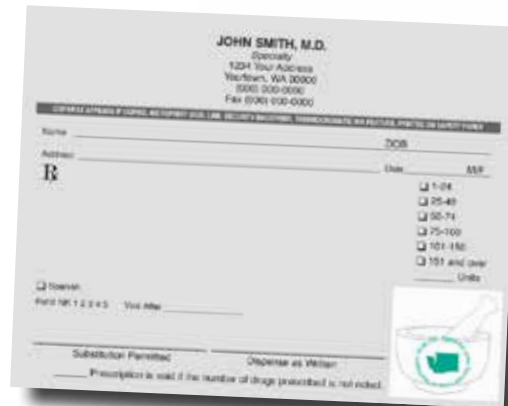 JOHN SMITH, M.D.
Specialty
1234 Your Address
Yourtown, WA 00000
(000) 000-0000
Fax (000) 000-0000
Name DOB
Address Date M/F
℞
1-24
25-49
50-74
75-100
101-150
151 and over
Units
Spanish
Refill NR 1 2 3 4 5 Void After
Substitution Permitted Dispense as Written
Prescription is void if the number of drugs prescribed is not noted.